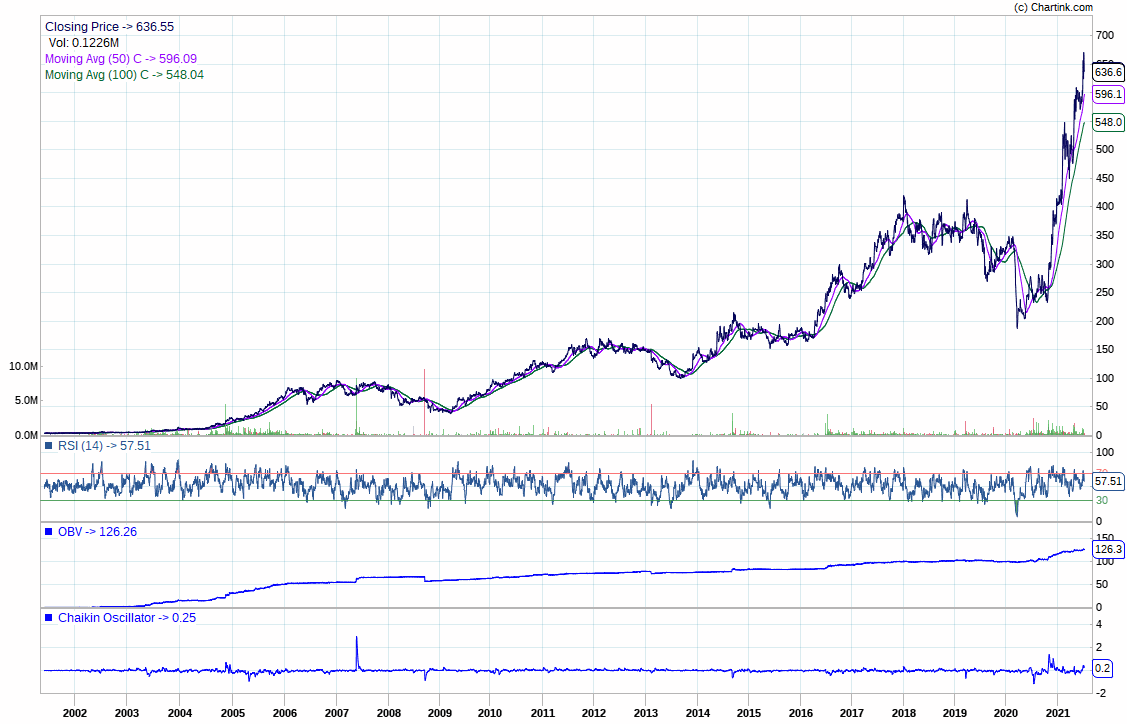 (c) Chartink.com
Closing Price -> 636.55
Vol: 0.1226M
Moving Avg (50) C -> 596.09
Moving Avg (100) C -> 548.04
700
650
636.6
596.1
548.0
500
450
400
350
300
250
200
150
100
50
0
10.0M
5.0M
0.0M
RSI (14) -> 57.51
100
70
57.51
30
0
OBV -> 126.26
150
126.3
100
50
0
Chaikin Oscillator -> 0.25
4
2
0.2
-2
2002 2003 2004 2005 2006 2007 2008 2009 2010 2011 2012 2013 2014 2015 2016 2017 2018 2019 2020 2021